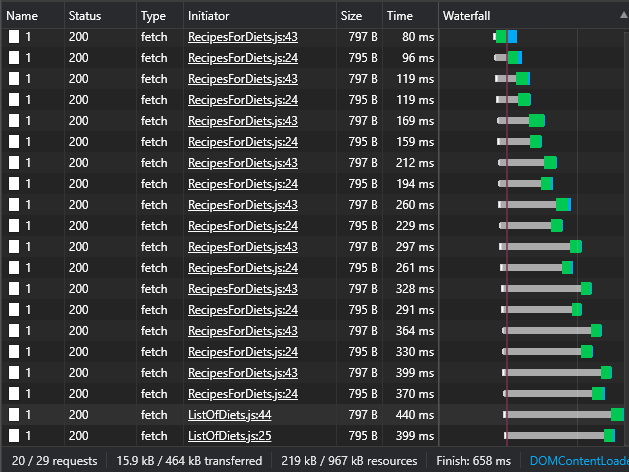 Name Status Type Initiator Size Time Waterfall
1 200 fetch RecipesForDiets.js:43 797 B 80 ms
1 200 fetch RecipesForDiets.js:24 795 B 96 ms
1 200 fetch RecipesForDiets.js:43 797 B 119 ms
1 200 fetch RecipesForDiets.js:24 795 B 119 ms
1 200 fetch RecipesForDiets.js:43 797 B 169 ms
1 200 fetch RecipesForDiets.js:24 795 B 159 ms
1 200 fetch RecipesForDiets.js:43 797 B 212 ms
1 200 fetch RecipesForDiets.js:24 795 B 194 ms
1 200 fetch RecipesForDiets.js:43 797 B 260 ms
1 200 fetch RecipesForDiets.js:24 795 B 229 ms
1 200 fetch RecipesForDiets.js:43 797 B 297 ms
1 200 fetch RecipesForDiets.js:24 795 B 261 ms
1 200 fetch RecipesForDiets.js:43 797 B 328 ms
1 200 fetch RecipesForDiets.js:24 795 B 291 ms
1 200 fetch RecipesForDiets.js:43 797 B 364 ms
1 200 fetch RecipesForDiets.js:24 795 B 330 ms
1 200 fetch RecipesForDiets.js:43 797 B 399 ms
1 200 fetch RecipesForDiets.js:24 795 B 370 ms
1 200 fetch ListOfDiets.js:44 797 B 440 ms
1 200 fetch ListOfDiets.js:25 795 B 399 ms
20 / 29 requests 15.9 kB / 464 kB transferred 219 kB / 967 kB resources Finish: 658 ms DOMContentLoade